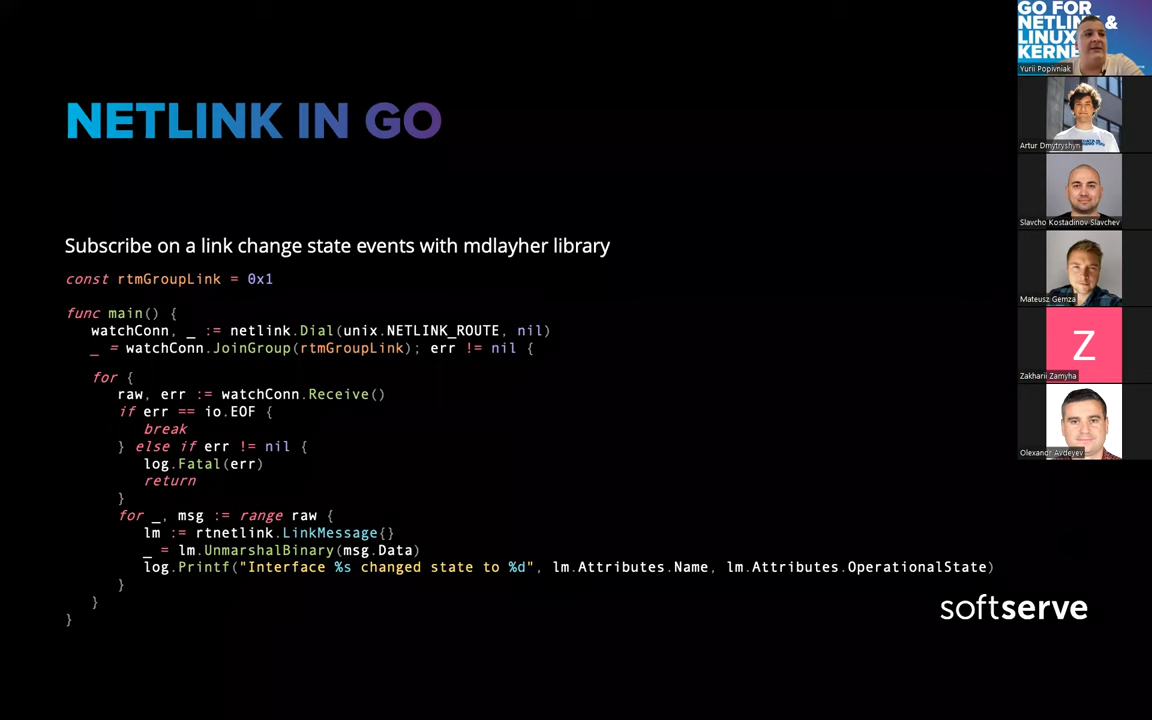 NETLINK IN GO
Subscribe on a link change state events with mdlayher library
const rtmGroupLink = 0x1
func main() {
watchConn, _ := netlink.Dial(unix.NETLINK_ROUTE, nil)
_ = watchConn.JoinGroup(rtmGroupLink); err != nil {
for {
raw, err := watchConn.Receive()
if err == io.EOF {
break
} else if err != nil {
log.Fatal(err)
return
}
for _, msg := range raw {
lm := rtnetlink.LinkMessage{}
_ = lm.UnmarshalBinary(msg.Data)
log.Printf("Interface %s changed state to %d", lm.Attributes.Name, lm.Attributes.OperationalState)
}
}
}
softserve
GO FOR
NETLINK &
LINUX
KERNE
Yurii Popivniak
Artur Dmytryshyn
Slavcho Kostadinov Slavchev
Mateusz Gemza
Z
Zakharii Zamyha
Olexandr Avdeyev